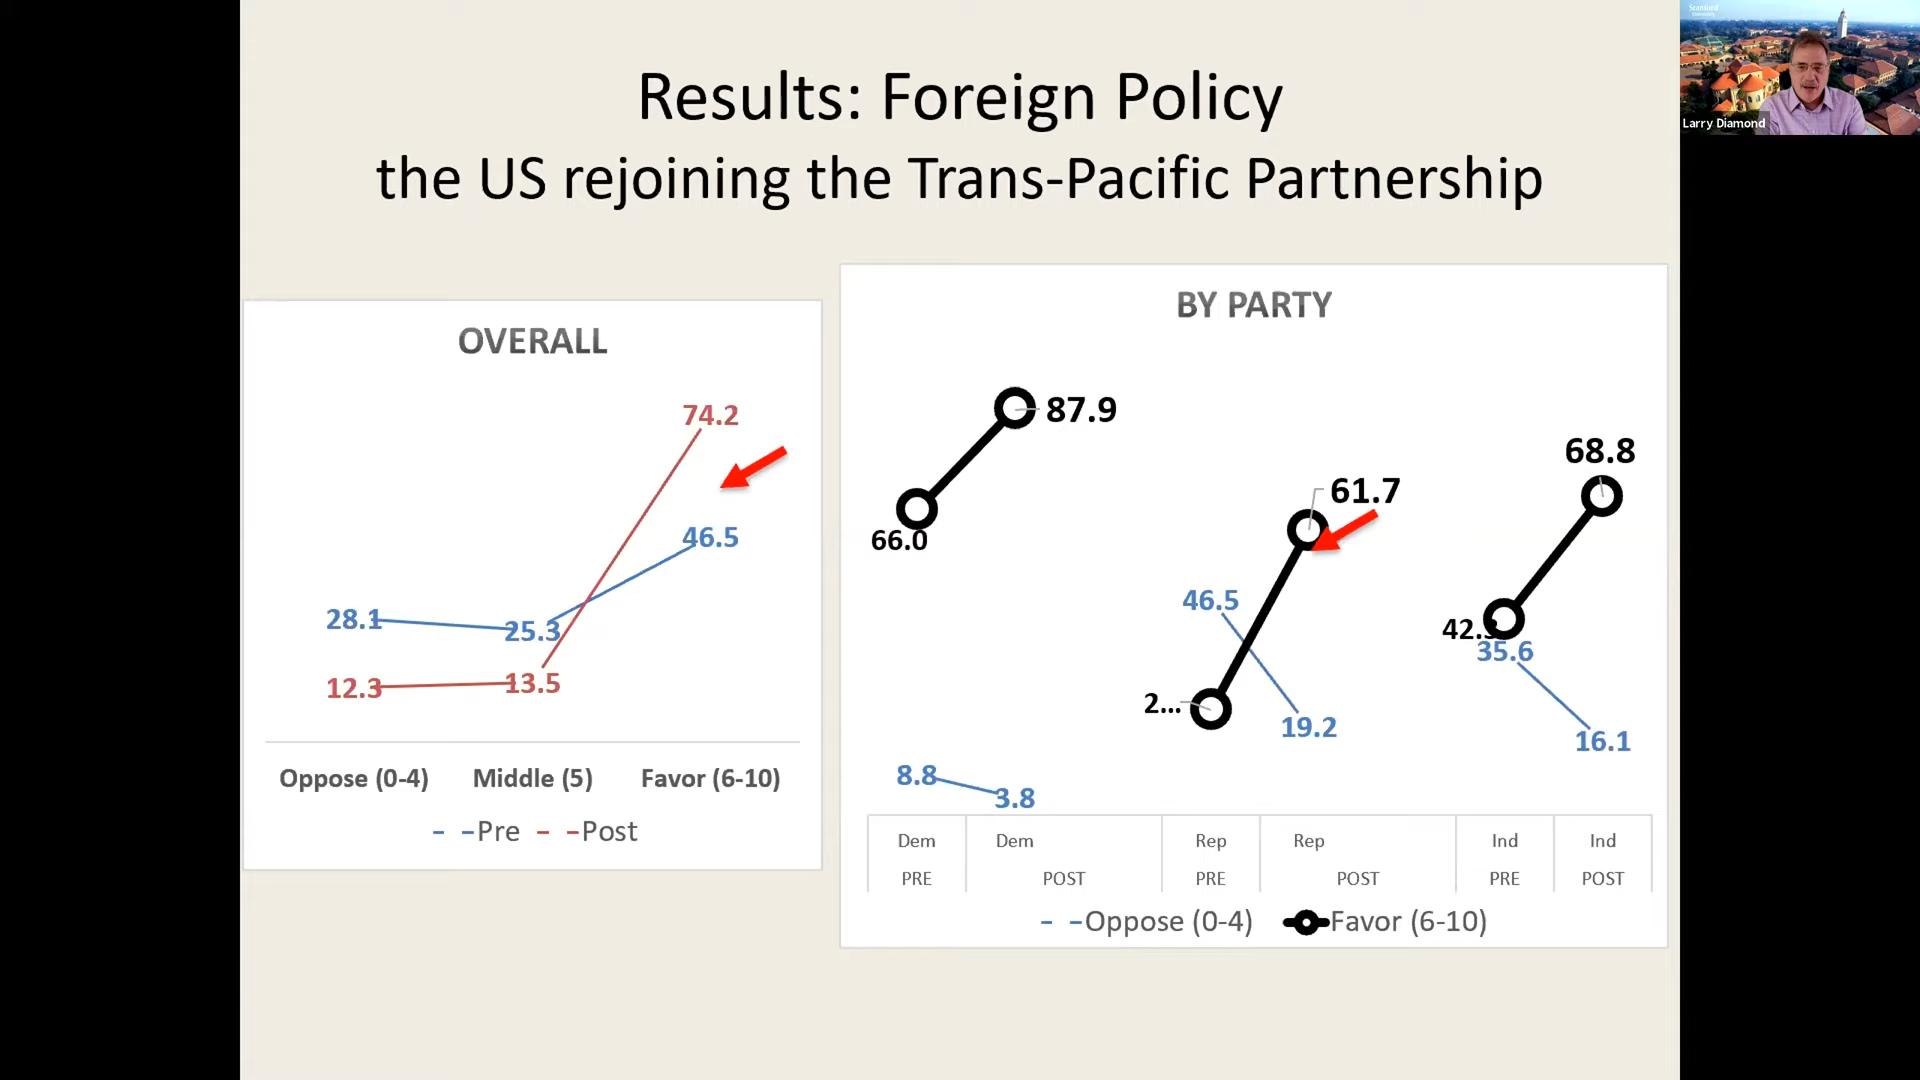 Results: Foreign Policy
the US rejoining the Trans-Pacific Partnership
Stanford
Larry Diamond
OVERALL
74.2
46.5
28.1
25.3
12.3
13.5
Oppose (0-4) Middle (5) Favor (6-10)
Pre Post
BY PARTY
87.9
66.0
68.8
61.7
46.5
42.
35.6
2...
19.2
16.1
8.8
3.8
Dem Dem Rep Rep Ind Ind
PRE POST PRE POST PRE POST
Oppose (0-4) Favor (6-10)